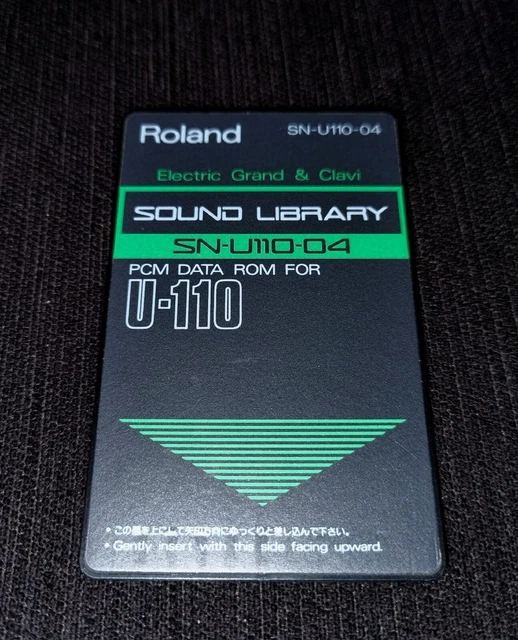 Roland SN-U110-04
Electric Grand & Clavi
SOUND LIBRARY
SN-U110-04
PCM DATA ROM FOR
U-110
• この面を上にして矢印方向にゆっくりと差し込んで下さい。
• Gently insert with this side facing upward.